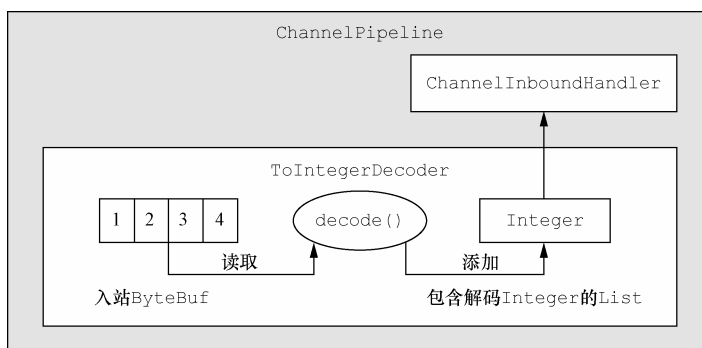 ChannelPipeline
ChannelInboundHandler
ToIntegerDecoder
1 2 3 4
decode()
Integer
读取
添加
入站ByteBuf
包含解码Integer的List